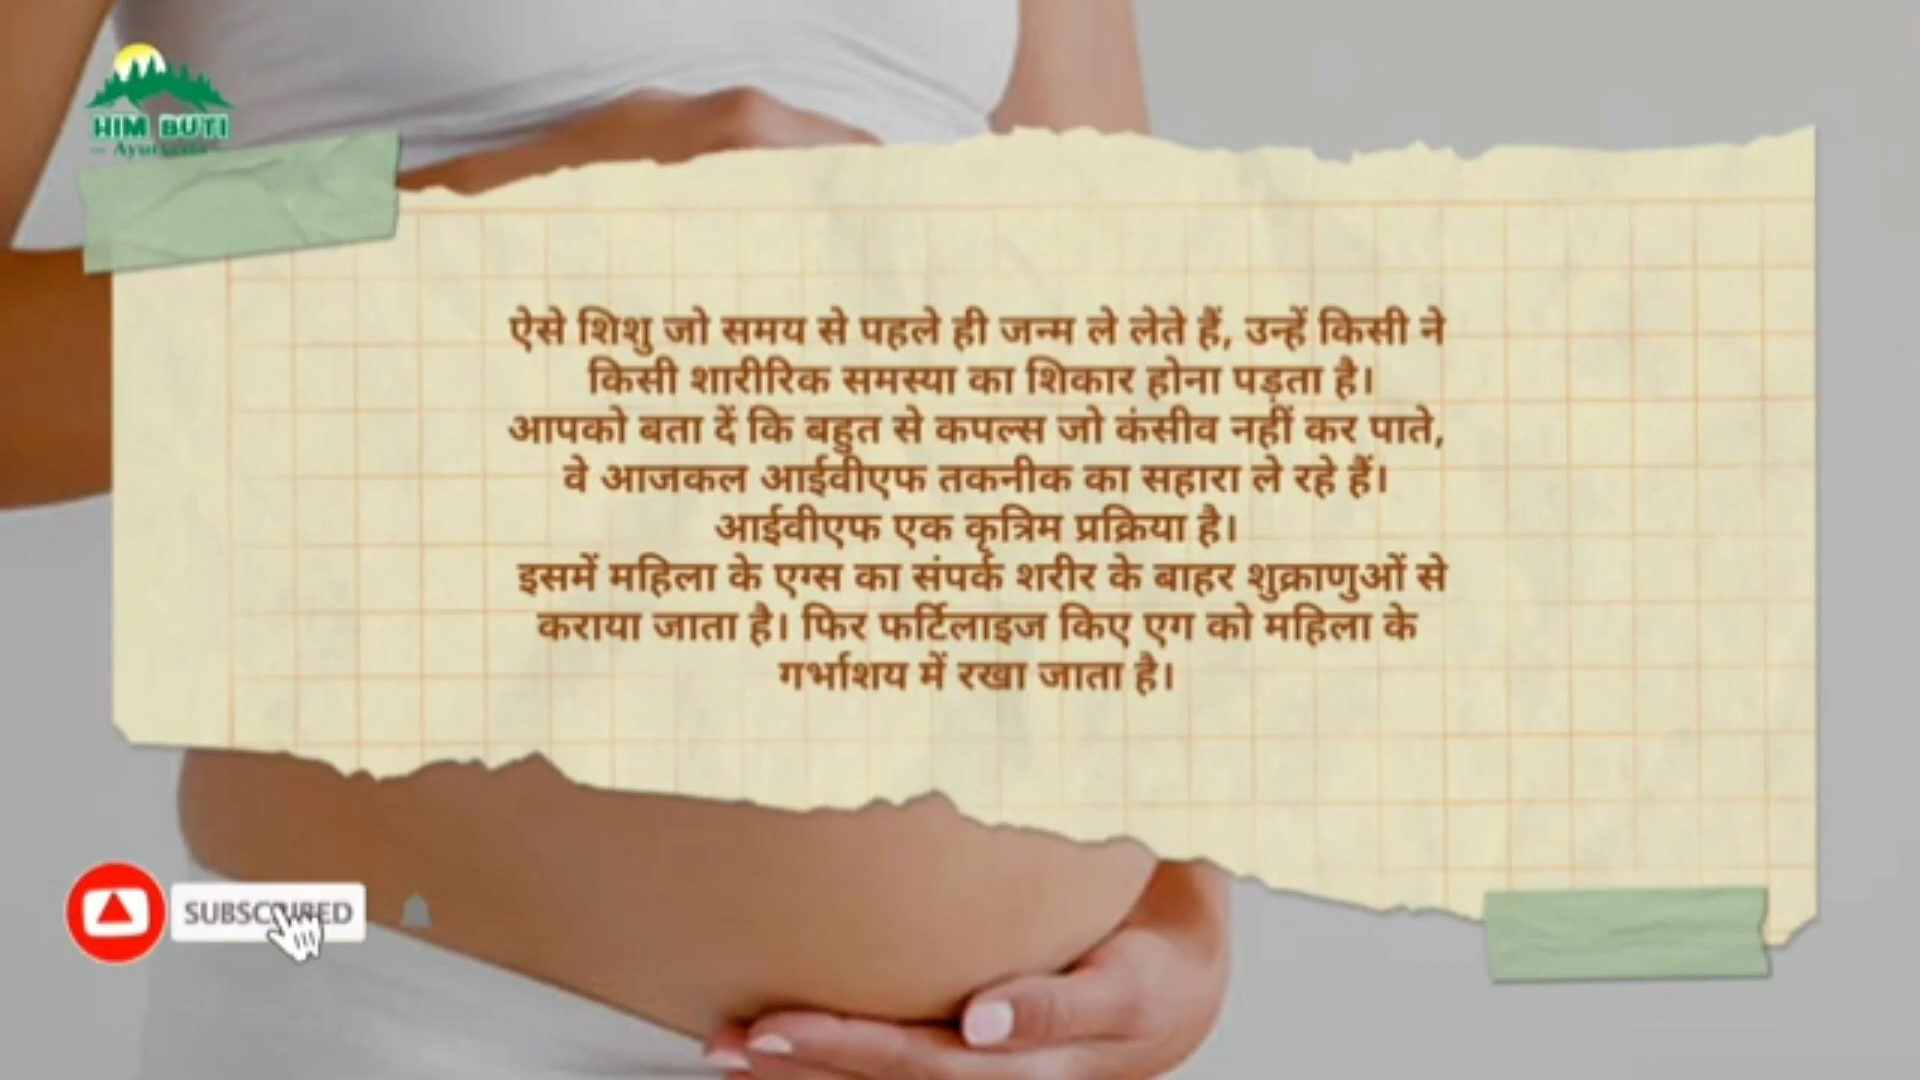 HIM BUTI
ऐसे शिशु जो समय से पहले ही जन्म ले लेते हैं, उन्हें किसी ने
किसी शारीरिक समस्या का शिकार होना पड़ता है।
आपको बता दें कि बहुत से कपल्स जो कंसीव नहीं कर पाते,
वे आजकल आईवीएफ तकनीक का सहारा ले रहे हैं।
आईवीएफ एक कृत्रिम प्रक्रिया है।
इसमें महिला के एग्स का संपर्क शरीर के बाहर शुक्राणुओं से
कराया जाता है। फिर फर्टिलाइज किए एग को महिला के
गर्भाशय में रखा जाता है।
SUBSCRIBED